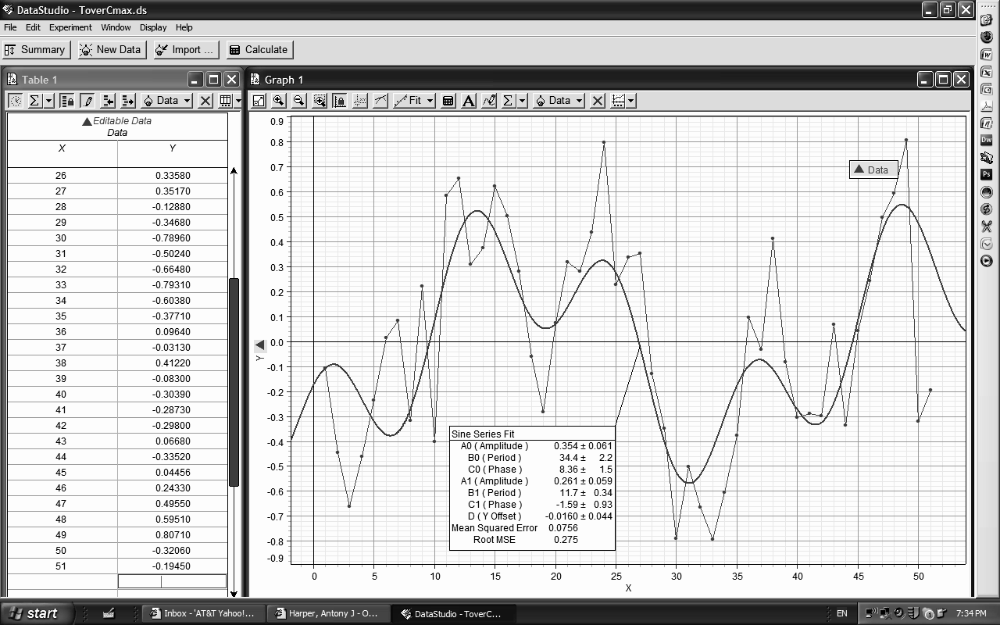 DataStudio - ToverCmax.ds
File Edit Experiment Window Display Help
Summary New Data Import ... Calculate
Table 1
Data
Editable Data
Data
X Y
26 0.33580
27 0.35170
28 -0.12880
29 -0.34680
30 -0.78960
31 -0.50240
32 -0.66480
33 -0.79310
34 -0.60380
35 -0.37710
36 0.09640
37 -0.03130
38 0.41220
39 -0.08300
40 -0.30390
41 -0.28730
42 -0.29800
43 0.06680
44 -0.33520
45 0.04456
46 0.24330
47 0.49550
48 0.59510
49 0.80710
50 -0.32060
51 -0.19450
Graph 1
Fit A Σ Data
0.9
0.8
0.7
0.6
0.5
0.4
0.3
0.2
0.1
0.0
-0.1
-0.2
-0.3
-0.4
-0.5
-0.6
-0.7
-0.8
-0.9
Y
Data
Sine Series Fit
A0 ( Amplitude ) 0.354 ± 0.061
B0 ( Period ) 34.4 ± 2.2
C0 ( Phase ) 8.36 ± 1.5
A1 ( Amplitude ) 0.261 ± 0.059
B1 ( Period ) 11.7 ± 0.34
C1 ( Phase ) -1.59 ± 0.93
D ( Y Offset ) -0.0160 ± 0.044
Mean Squared Error 0.0756
Root MSE 0.275
0 5 10 15 20 25 30 35 40 45 50
X
Dw
Ps
start
Inbox - 'AT&T Yahoo!... Harper, Antony J - O... DataStudio - ToverC...
EN 7:34 PM